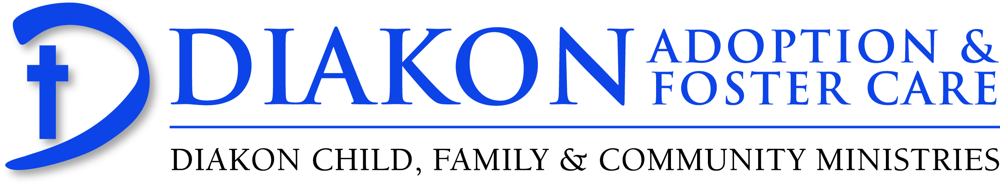 DIAKON ADOPTION &
FOSTER CARE
DIAKON CHILD, FAMILY & COMMUNITY MINISTRIES